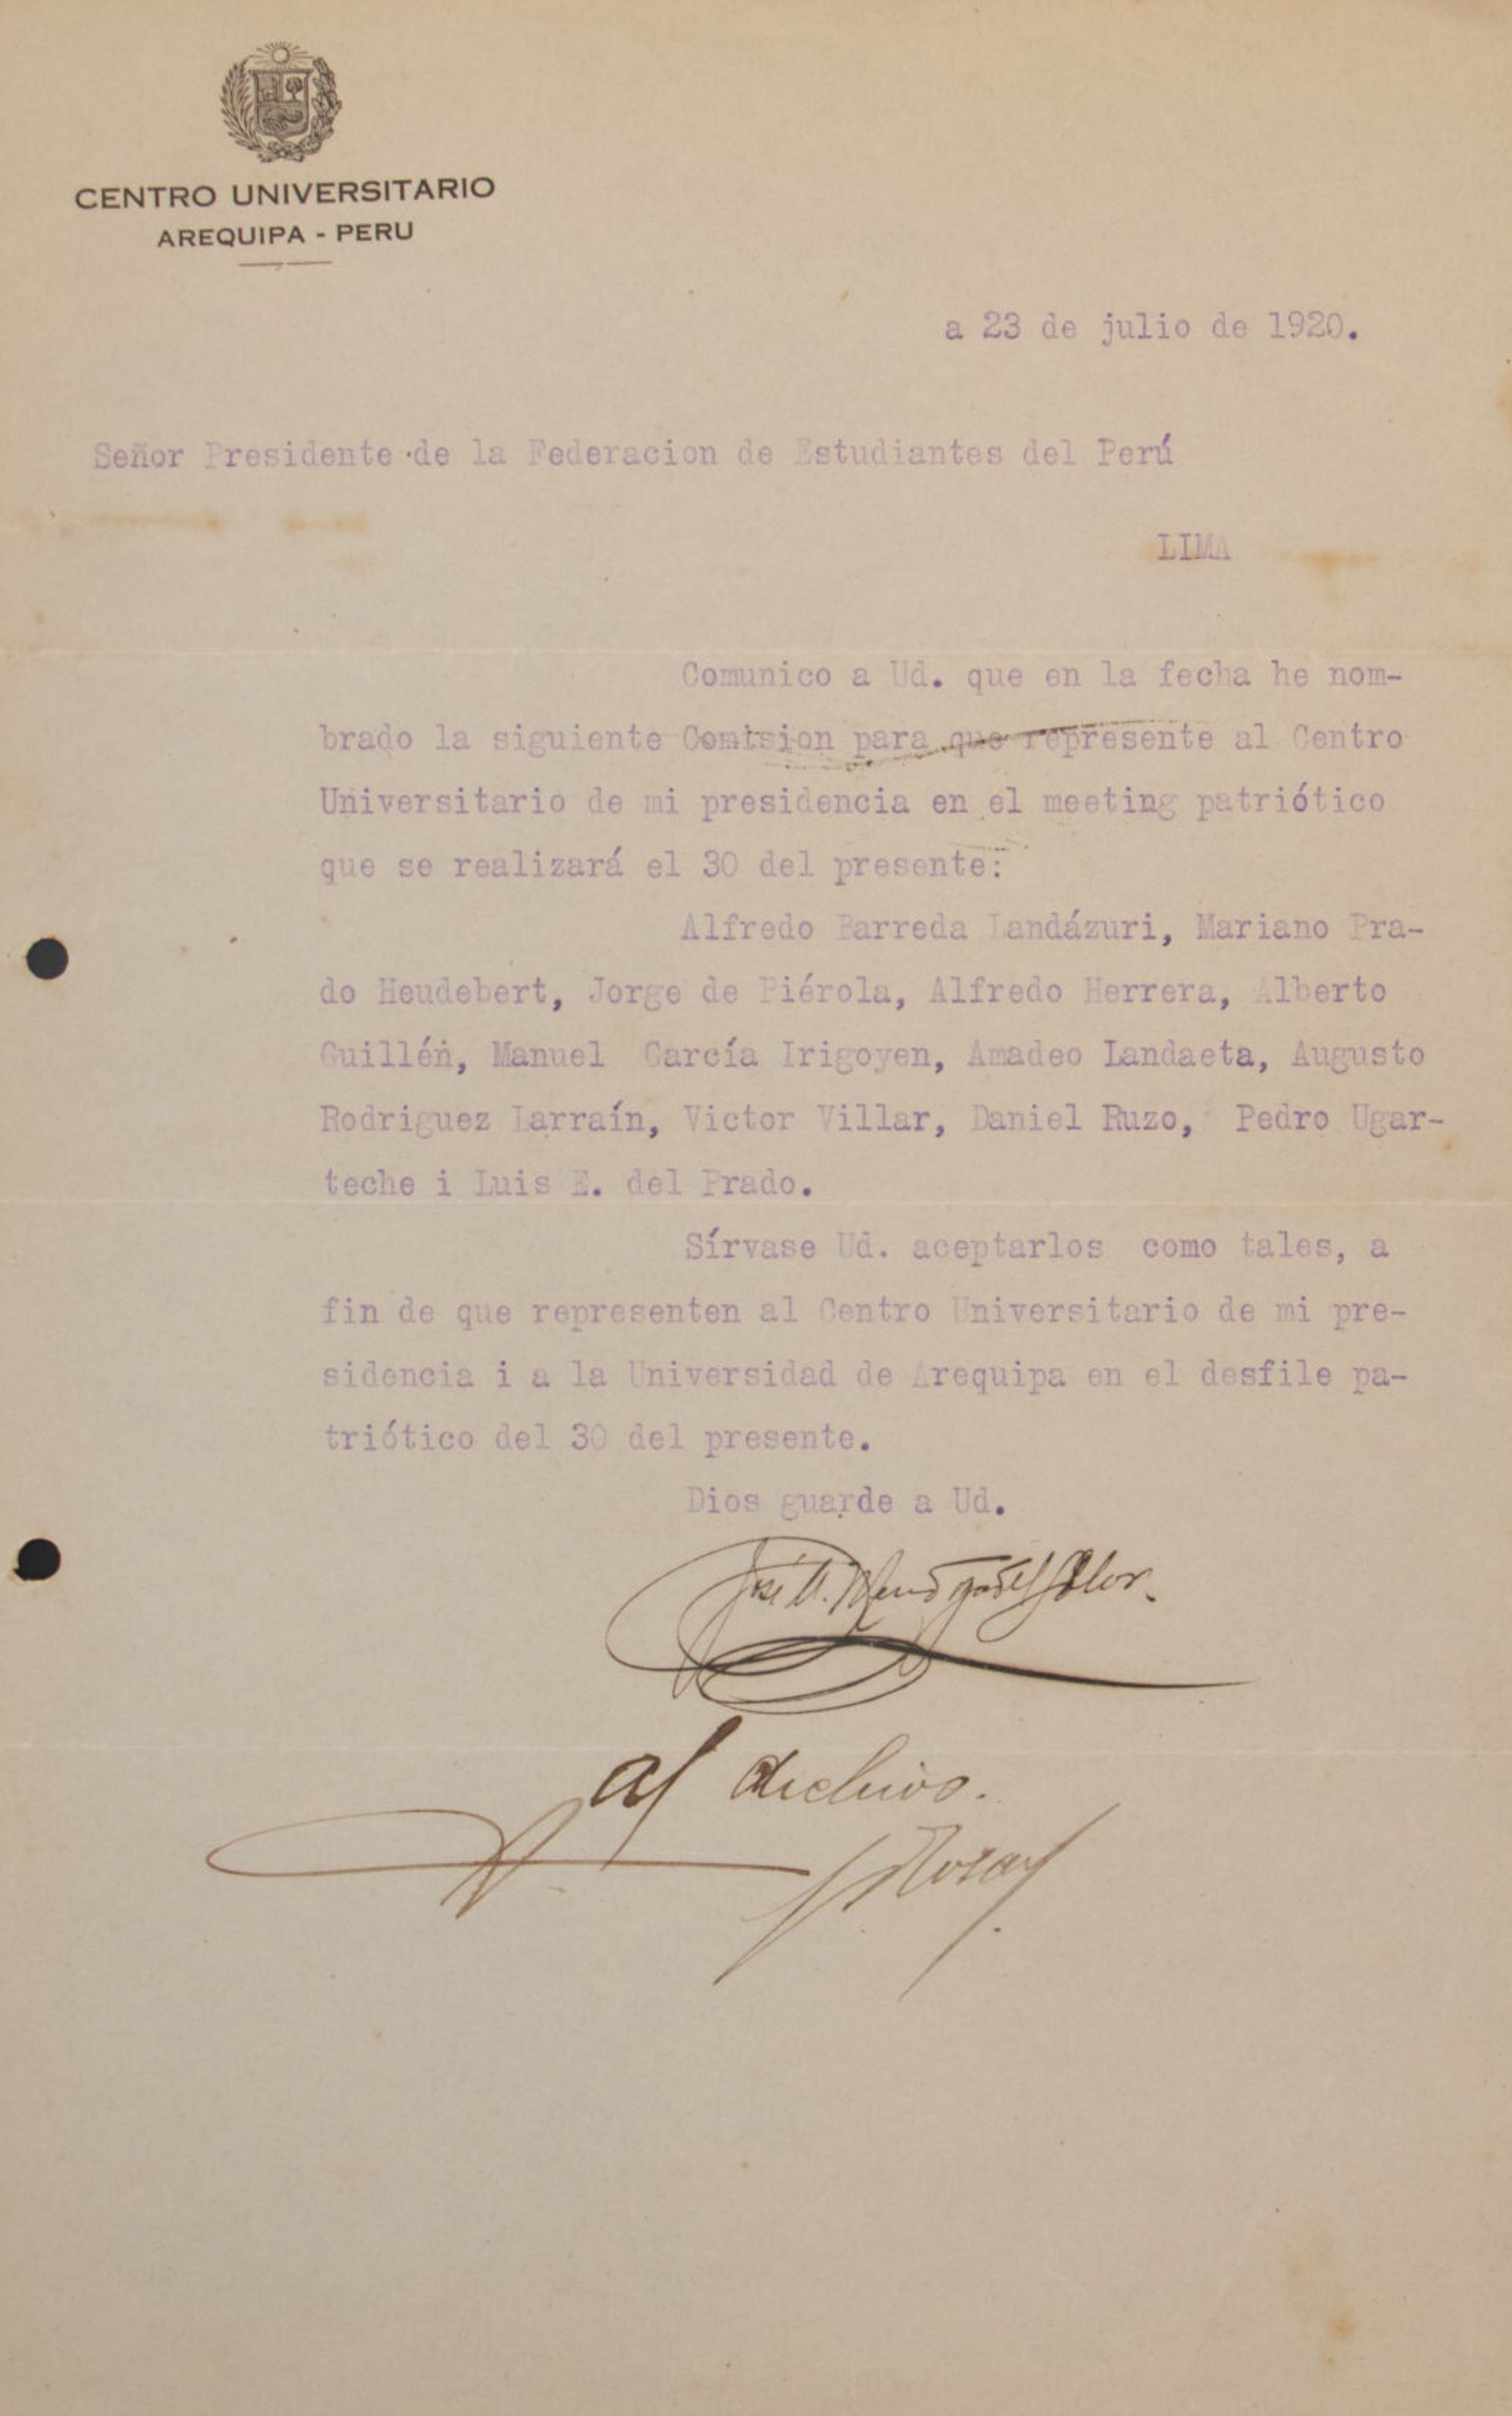 CENTRO UNIVERSITARIO
AREQUIPA - PERU
a 23 de julio de 1920.
Señor Presidente de la Federacion de Estudiantes del Perú
LIMA
Comunico a Ud. que en la fecha he nom-
brado la siguiente Comision para que represente al Centro
Universitario de mi presidencia en el meeting patriótico
que se realizará el 30 del presente:
Alfredo Barreda Landázuri, Mariano Pra-
do Heudebert, Jorge de Piérola, Alfredo Herrera, Alberto
Guillén, Manuel García Irigoyen, Amadeo Landaeta, Augusto
Rodriguez Larraín, Victor Villar, Daniel Ruzo, Pedro Ugar-
teche i Luis E. del Prado.
Sírvase Ud. aceptarlos como tales, a
fin de que representen al Centro Universitario de mi pre-
sidencia i a la Universidad de Arequipa en el desfile pa-
triótico del 30 del presente.
Dios guarde a Ud.
José
al archivo.